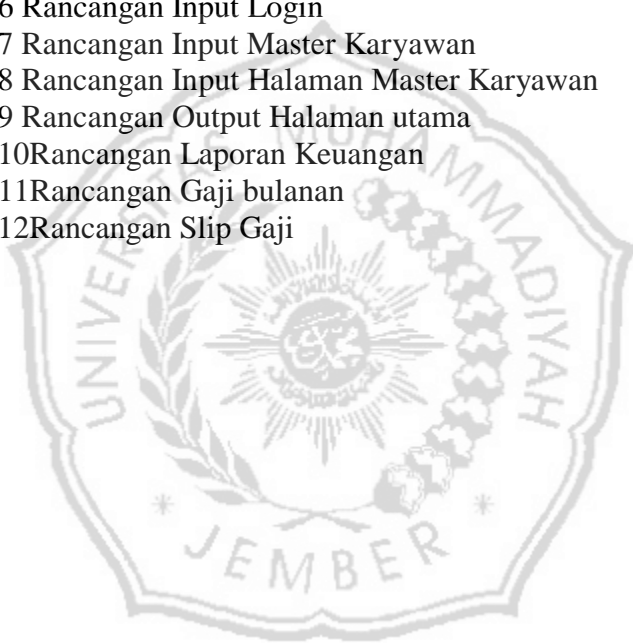 6 Rancangan Input Login
7 Rancangan Input Master Karyawan
8 Rancangan Input Halaman Master Karyawan
9 Rancangan Output Halaman utama
10Rancangan Laporan Keuangan
11Rancangan Gaji bulanan
12Rancangan Slip Gaji
UNIVERSITAS MUHAMMADIYAH
* JEMBER *